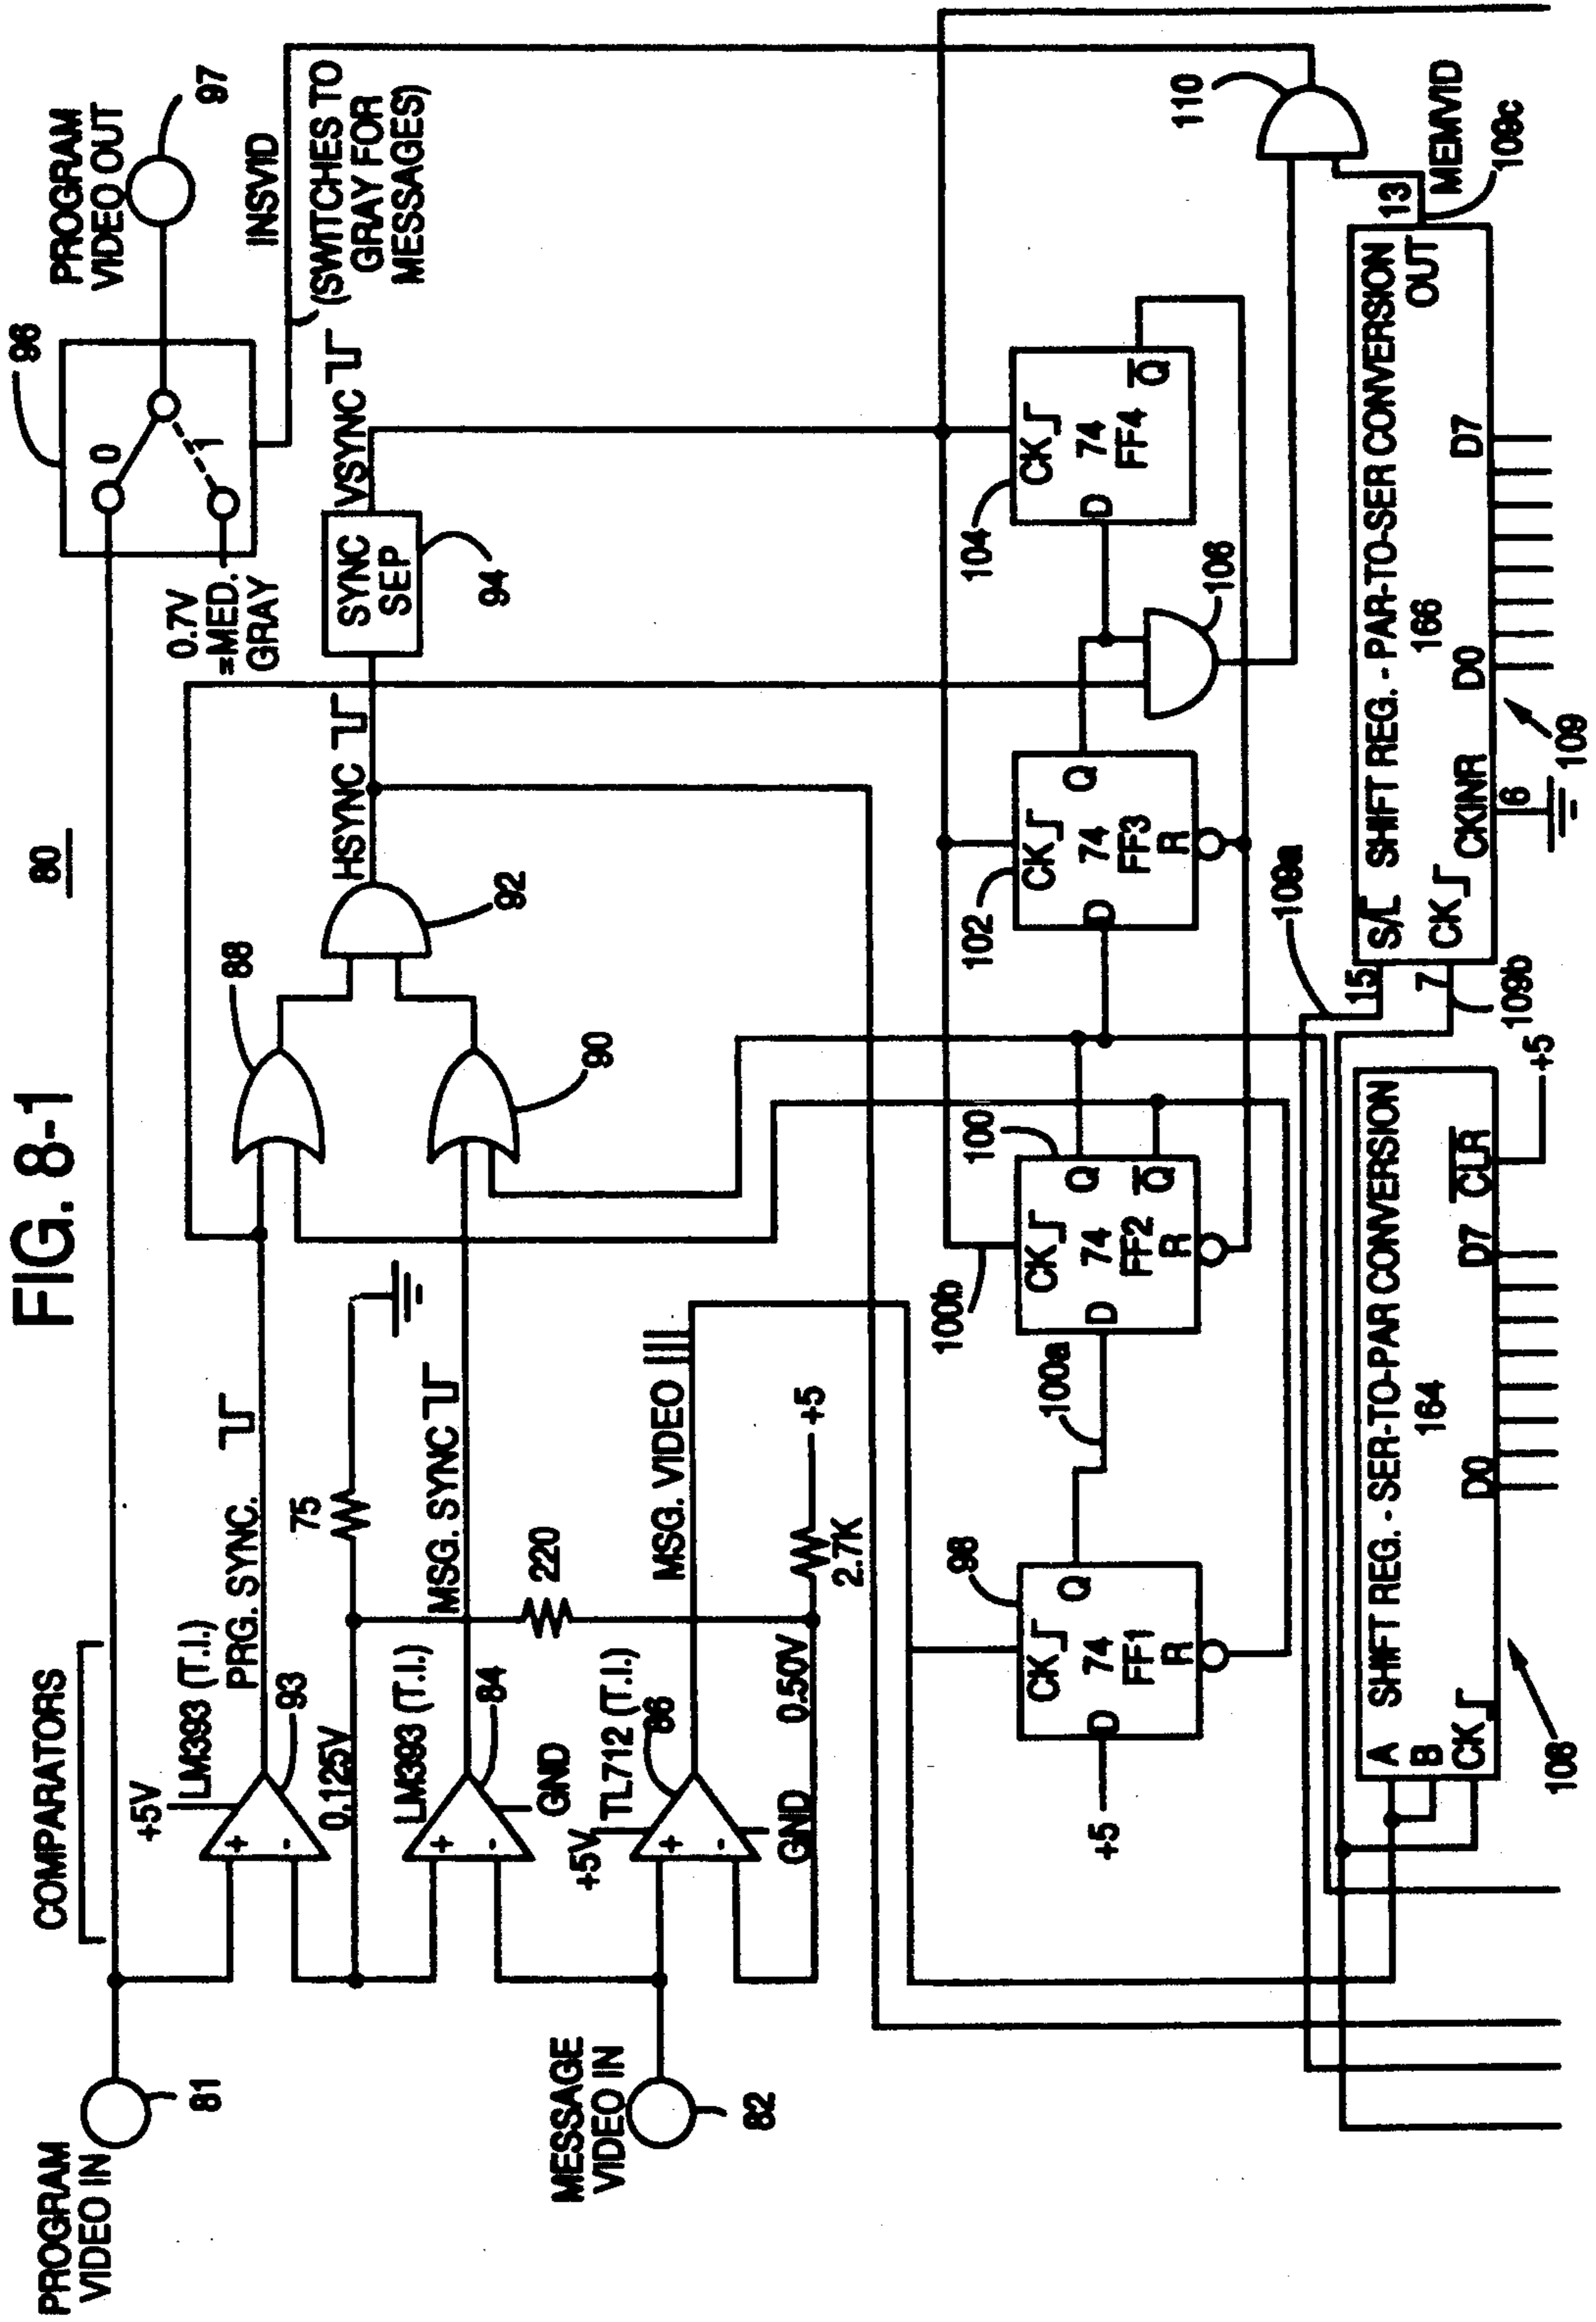 FIG. 8-1
80
PROGRAM
VIDEO IN
81
COMPARATORS
+5V
LM393 (T.I.)
PRG. SYNC.
+
-
93
0.125V
75
LM393 (T.I.)
MSG. SYNC
+
-
84
GND
220
MESSAGE
VIDEO IN
82
+5V
TL712 (T.I.)
86
+
-
GND
MSG. VIDEO
0.50V
2.7K
+5
88
90
92
HSYNC
SYNC
SEP
94
VSYNC
96
0
1
0.7V
=MED.
GRAY
PROGRAM
VIDEO OUT
97
INSVID
(SWITCHES TO
GRAY FOR
MESSAGES)
98
+5
D
CK
74
FF1
R
Q
100a
100b
100
D
CK
74
FF2
R
Q
Q̅
102
D
CK
74
FF3
R
Q
106
104
D
CK
74
FF4
Q̅
110
108
A
B
CK
SHIFT REG. - SER-TO-PAR CONVERSION
164
D0
D7
C̅L̅R̅
+5
109a
109b
15
7
S/L̅
CK
SHIFT REG. - PAR-TO-SER CONVERSION
166
CKINR
6
109
D0
D7
OUT
13
MEMVID
109c